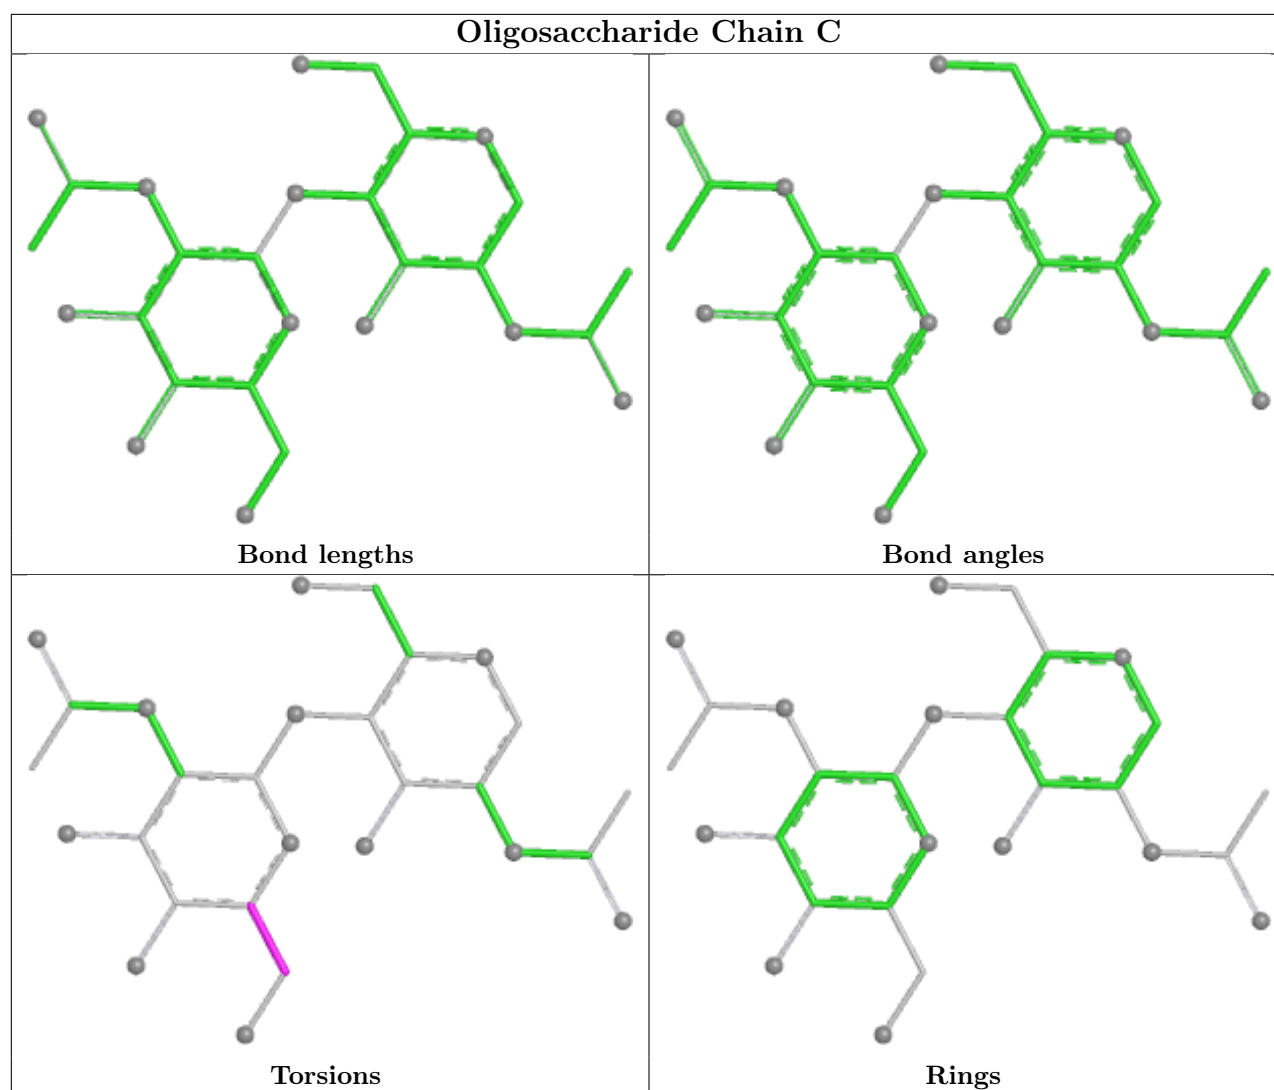 Oligosaccharide Chain C
Bond lengths
Bond angles
Torsions
Rings